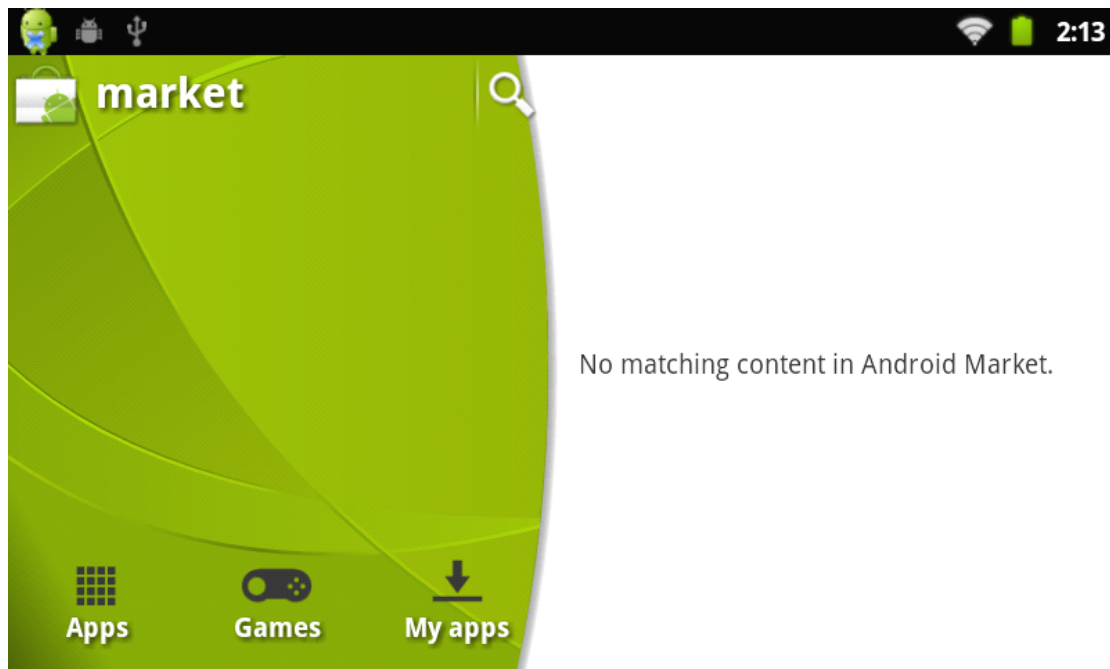 2:13
market
No matching content in Android Market.
Apps
Games
My apps